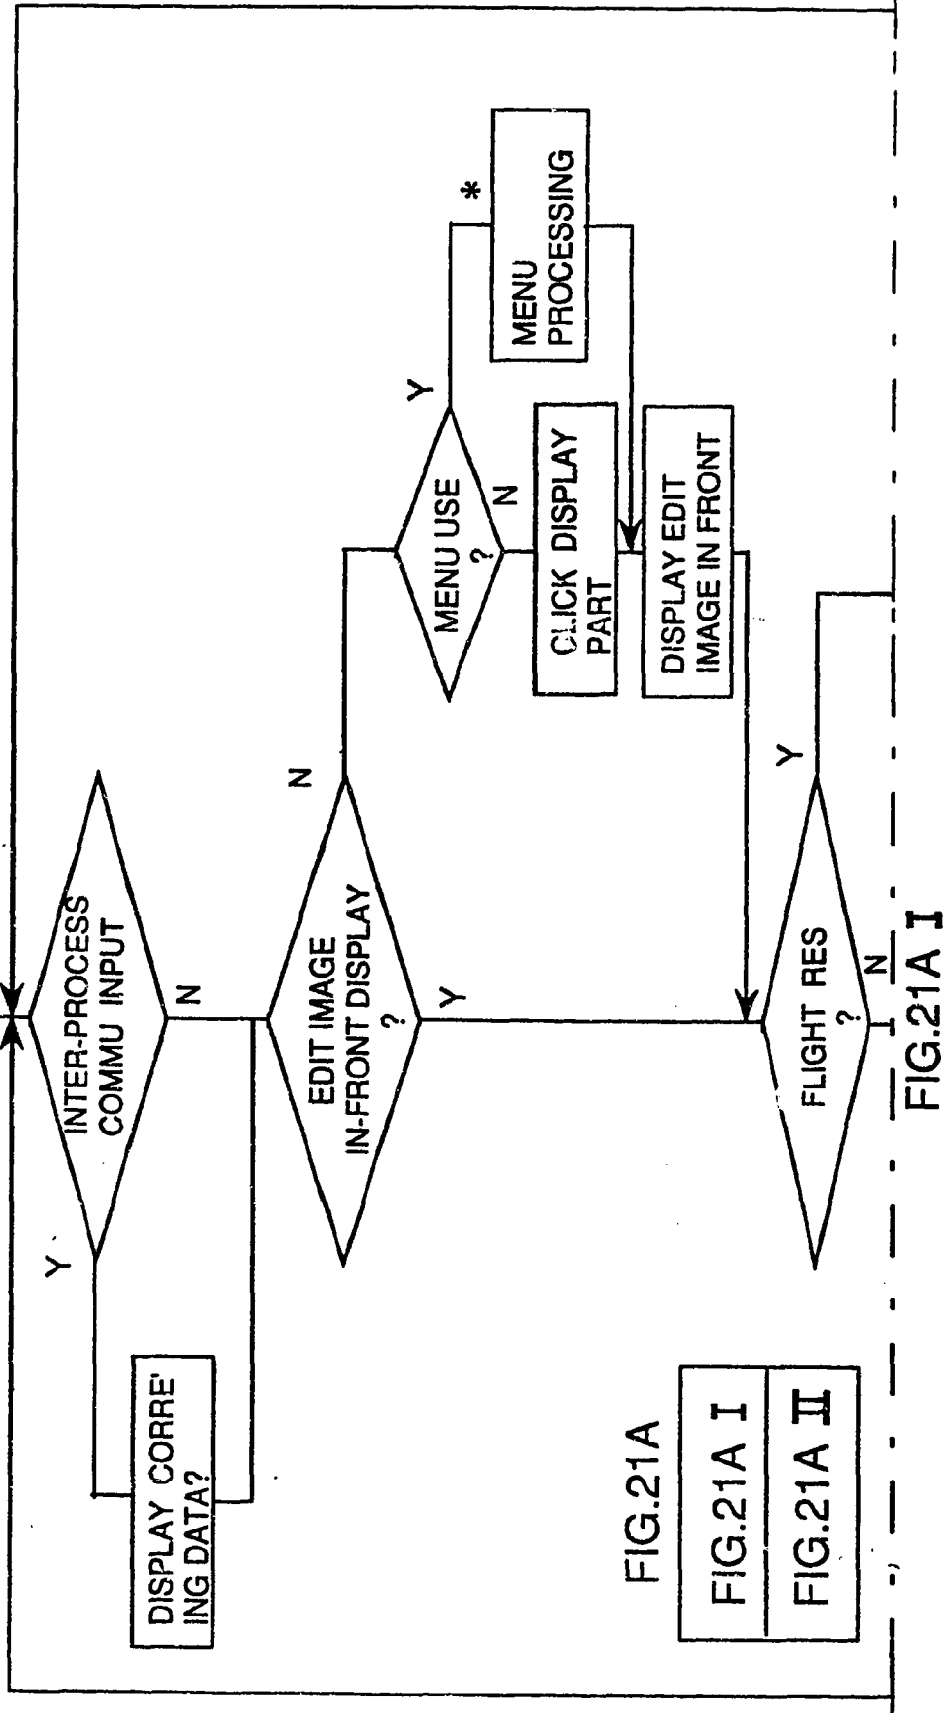 INTER-PROCESS
COMMU INPUT
Y
N
DISPLAY CORRE'
ING DATA?
EDIT IMAGE
IN-FRONT DISPLAY
?
N
Y
MENU USE
?
Y
N
*
MENU
PROCESSING
CLICK DISPLAY
PART
DISPLAY EDIT
IMAGE IN FRONT
FLIGHT RES
?
Y
N
FIG.21A
FIG.21A I
FIG.21A II
FIG.21A I